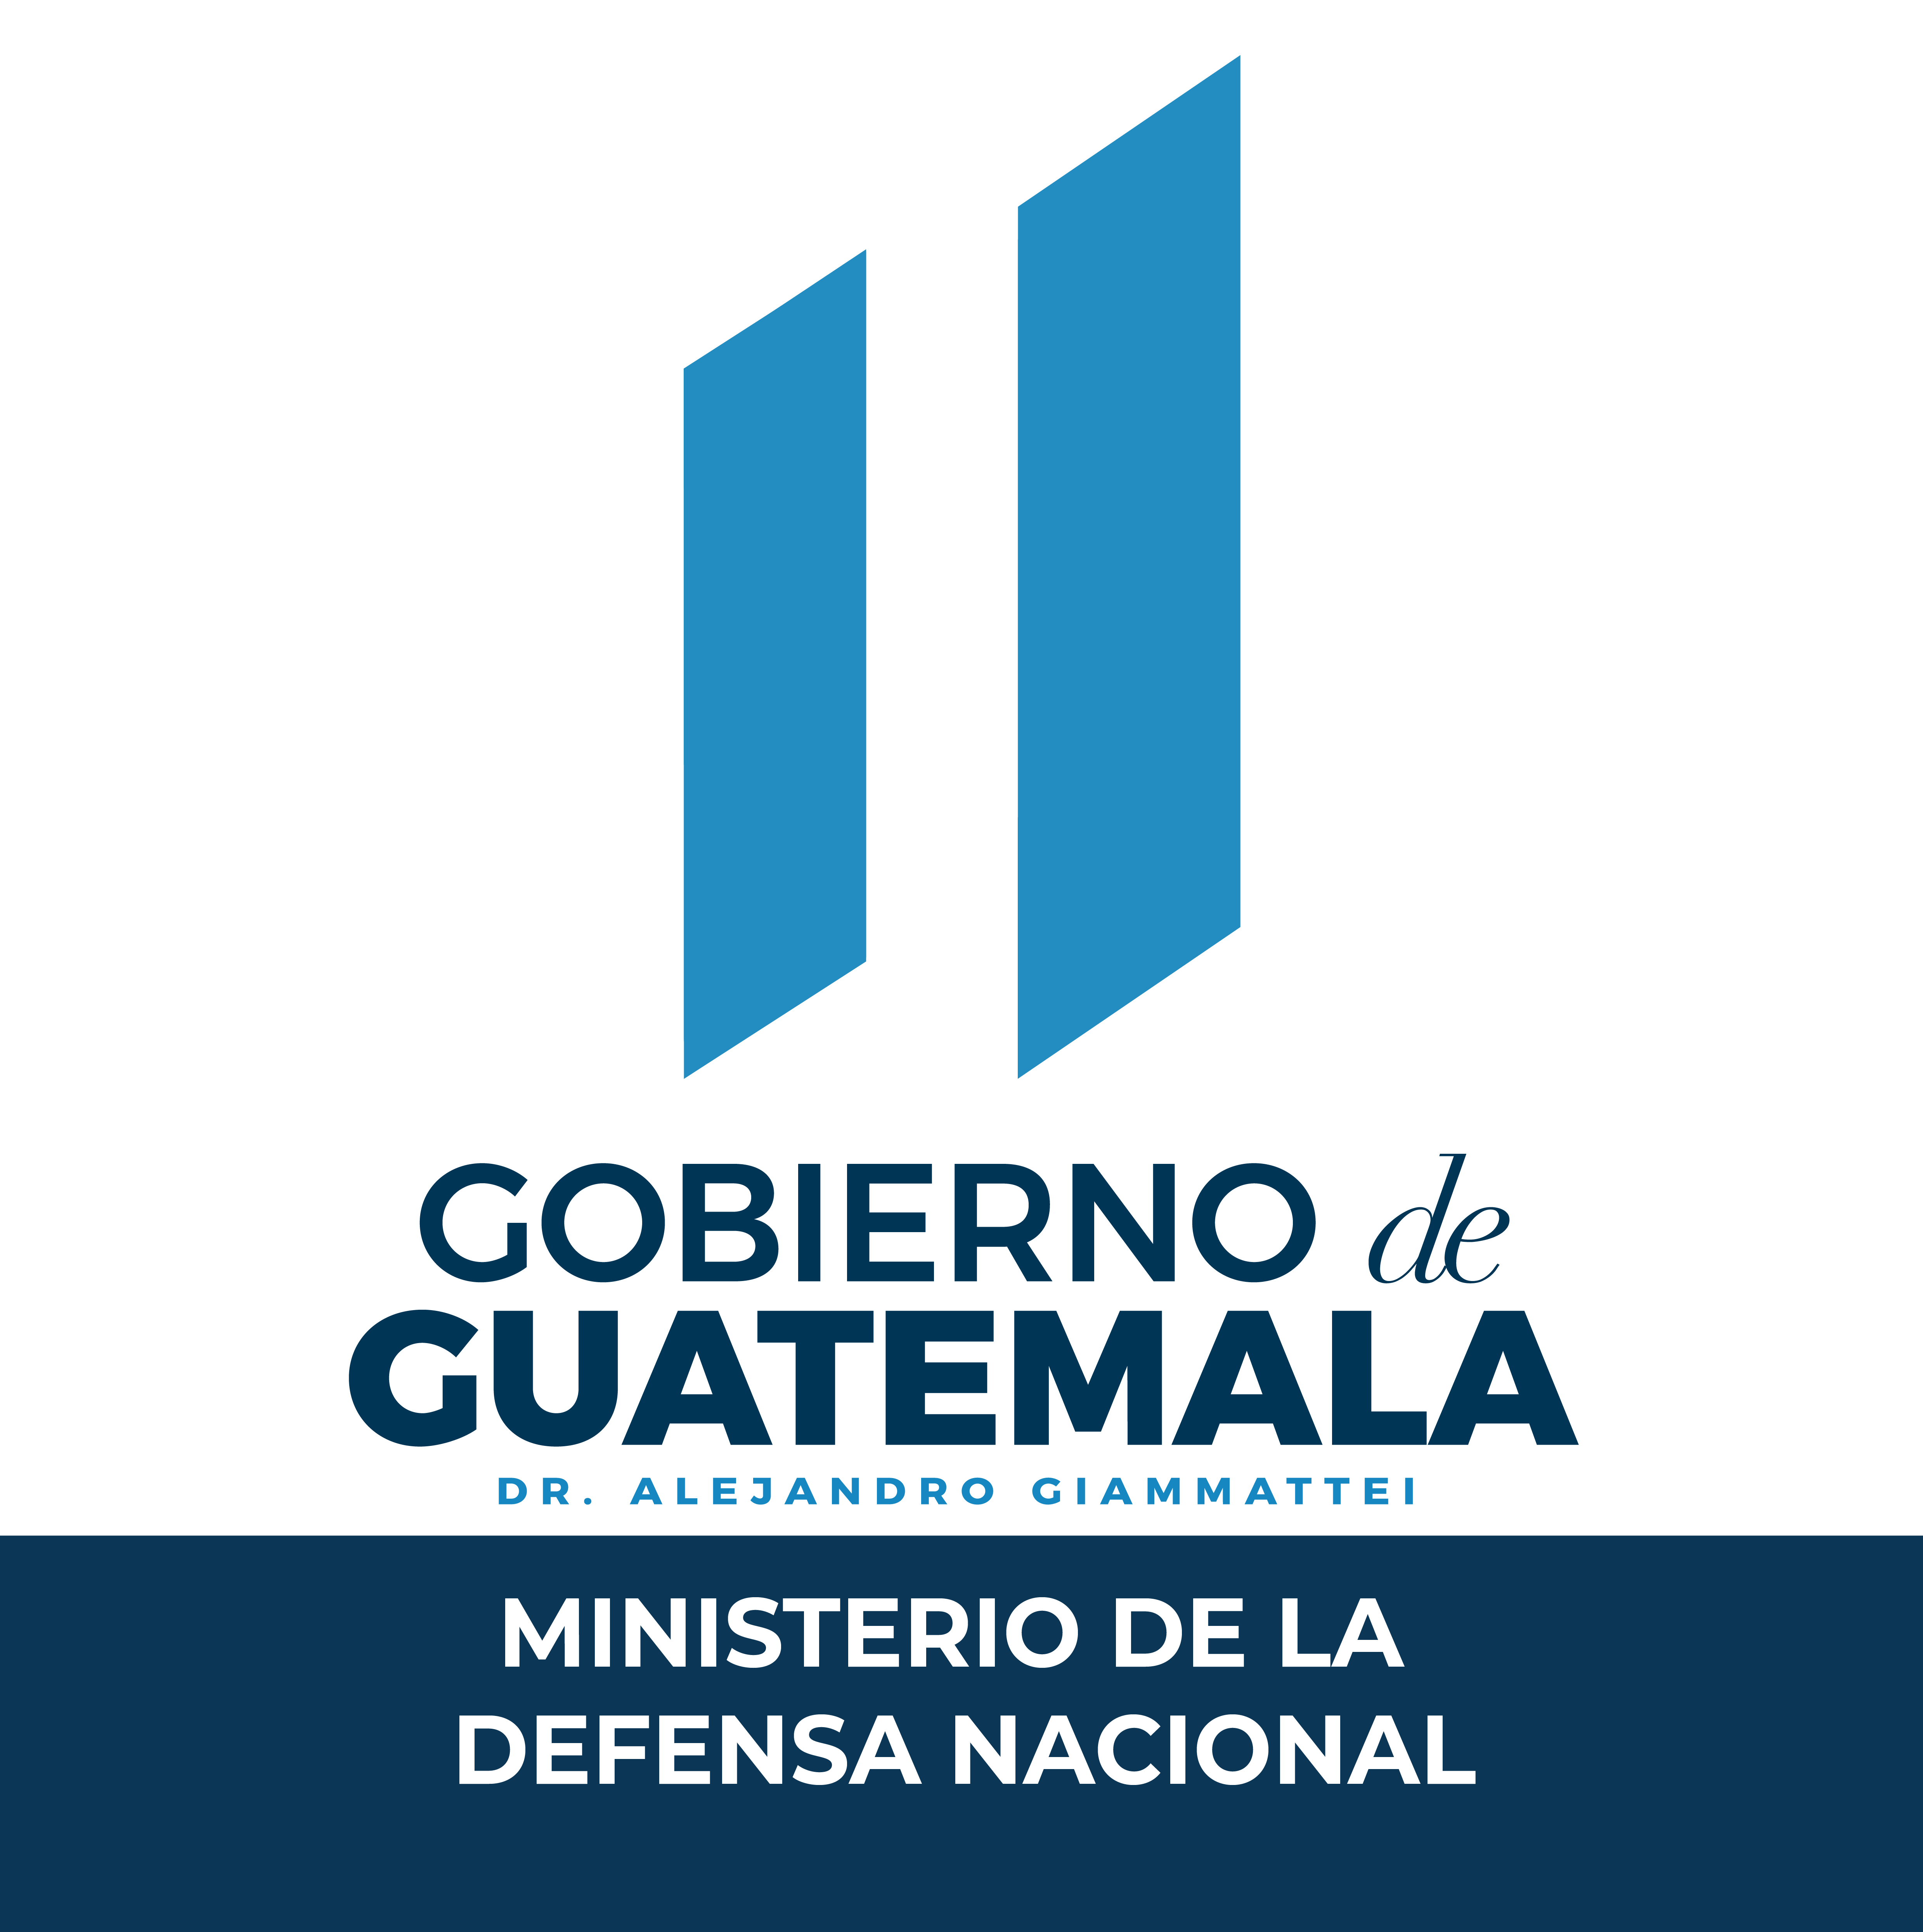 GOBIERNO de
GUATEMALA
DR. ALEJANDRO GIAMMATTEI
MINISTERIO DE LA
DEFENSA NACIONAL